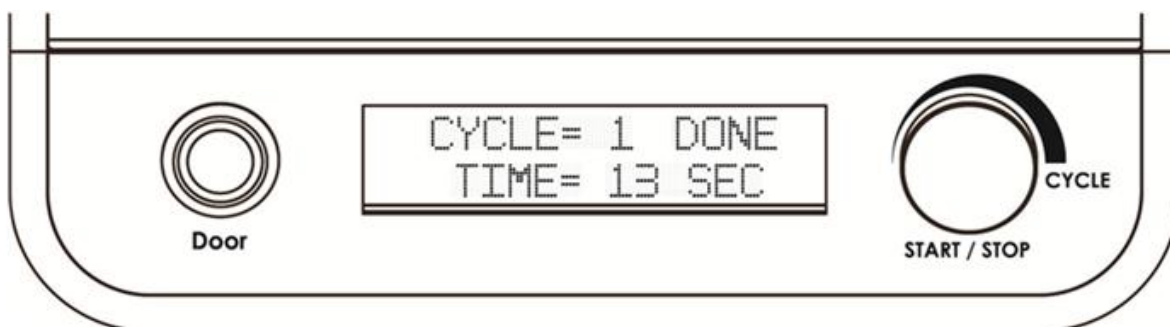 CYCLE= 1 DONE
TIME= 13 SEC
CYCLE
Door
START / STOP